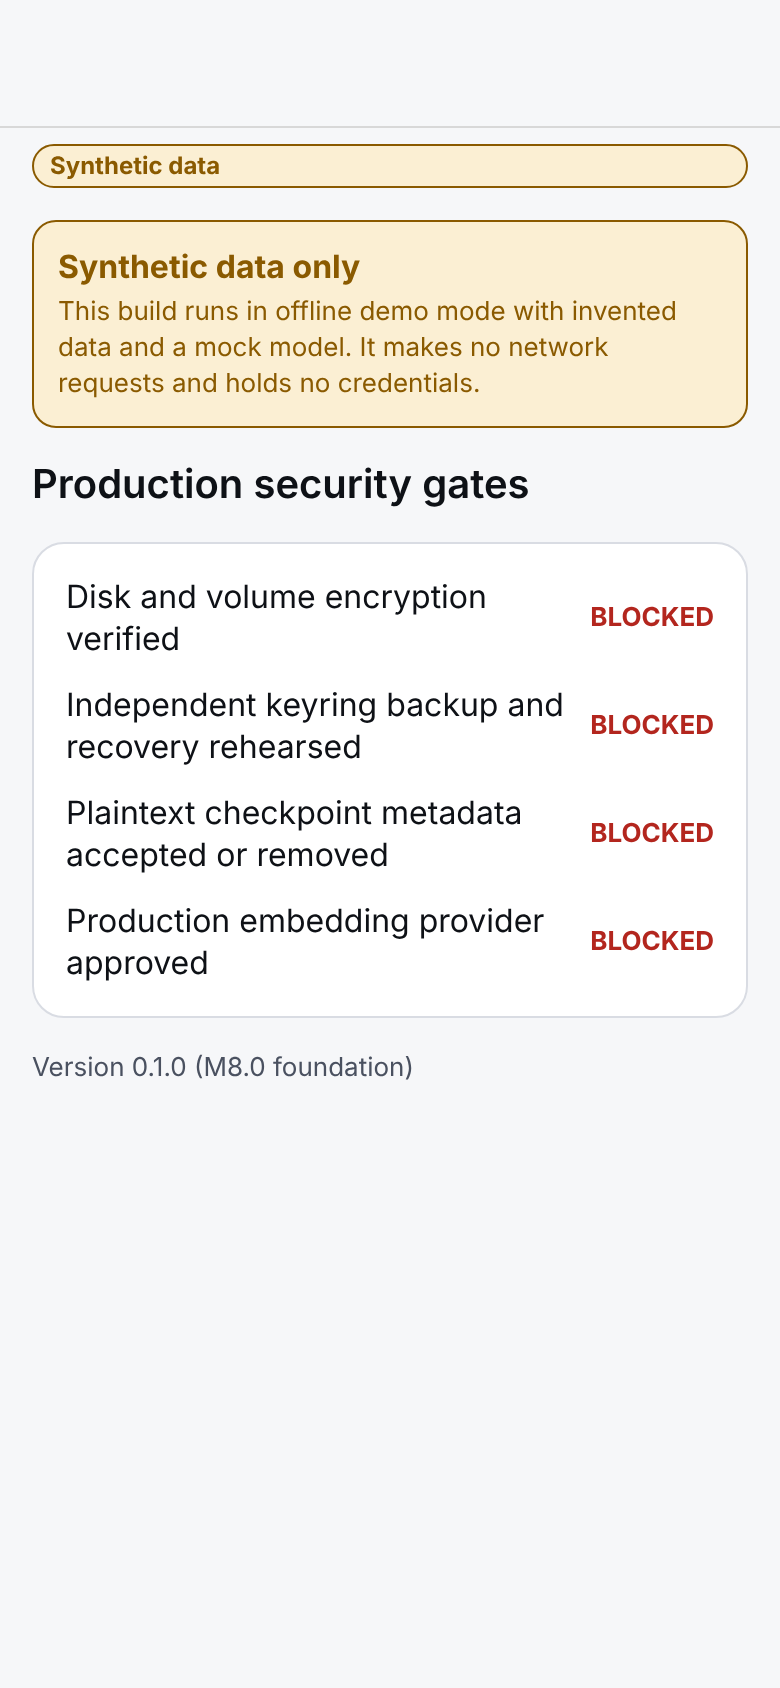 Synthetic data
Synthetic data only
This build runs in offline demo mode with invented
data and a mock model. It makes no network
requests and holds no credentials.
Production security gates
Disk and volume encryption
verified
BLOCKED
Independent keyring backup and
recovery rehearsed
BLOCKED
Plaintext checkpoint metadata
accepted or removed
BLOCKED
Production embedding provider
approved
BLOCKED
Version 0.1.0 (M8.0 foundation)